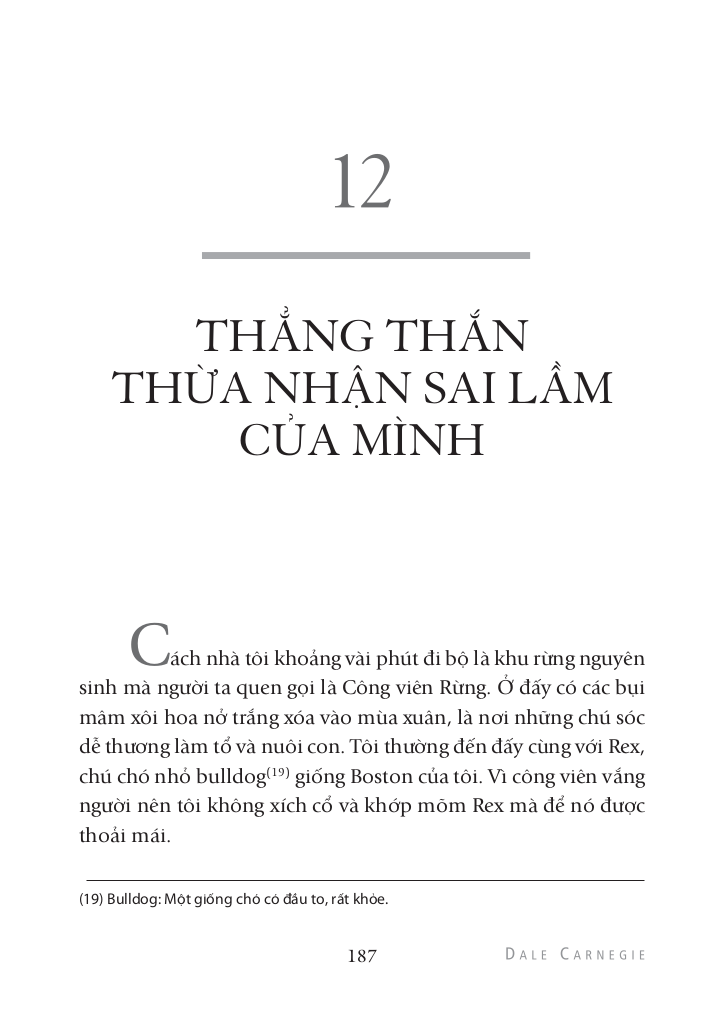 12
THẲNG THẮN
THỪA NHẬN SAI LẦM
CỦA MÌNH
Cách nhà tôi khoảng vài phút đi bộ là khu rừng nguyên
sinh mà người ta quen gọi là Công viên Rừng. Ở đấy có các bụi
mâm xôi hoa nở trắng xóa vào mùa xuân, là nơi những chú sóc
dễ thương làm tổ và nuôi con. Tôi thường đến đấy cùng với Rex,
chú chó nhỏ bulldog(19) giống Boston của tôi. Vì công viên vắng
người nên tôi không xích cổ và khớp mõm Rex mà để nó được
thoải mái.
(19) Bulldog: Một giống chó có đầu to, rất khỏe.
187
DALE CARNEGIE